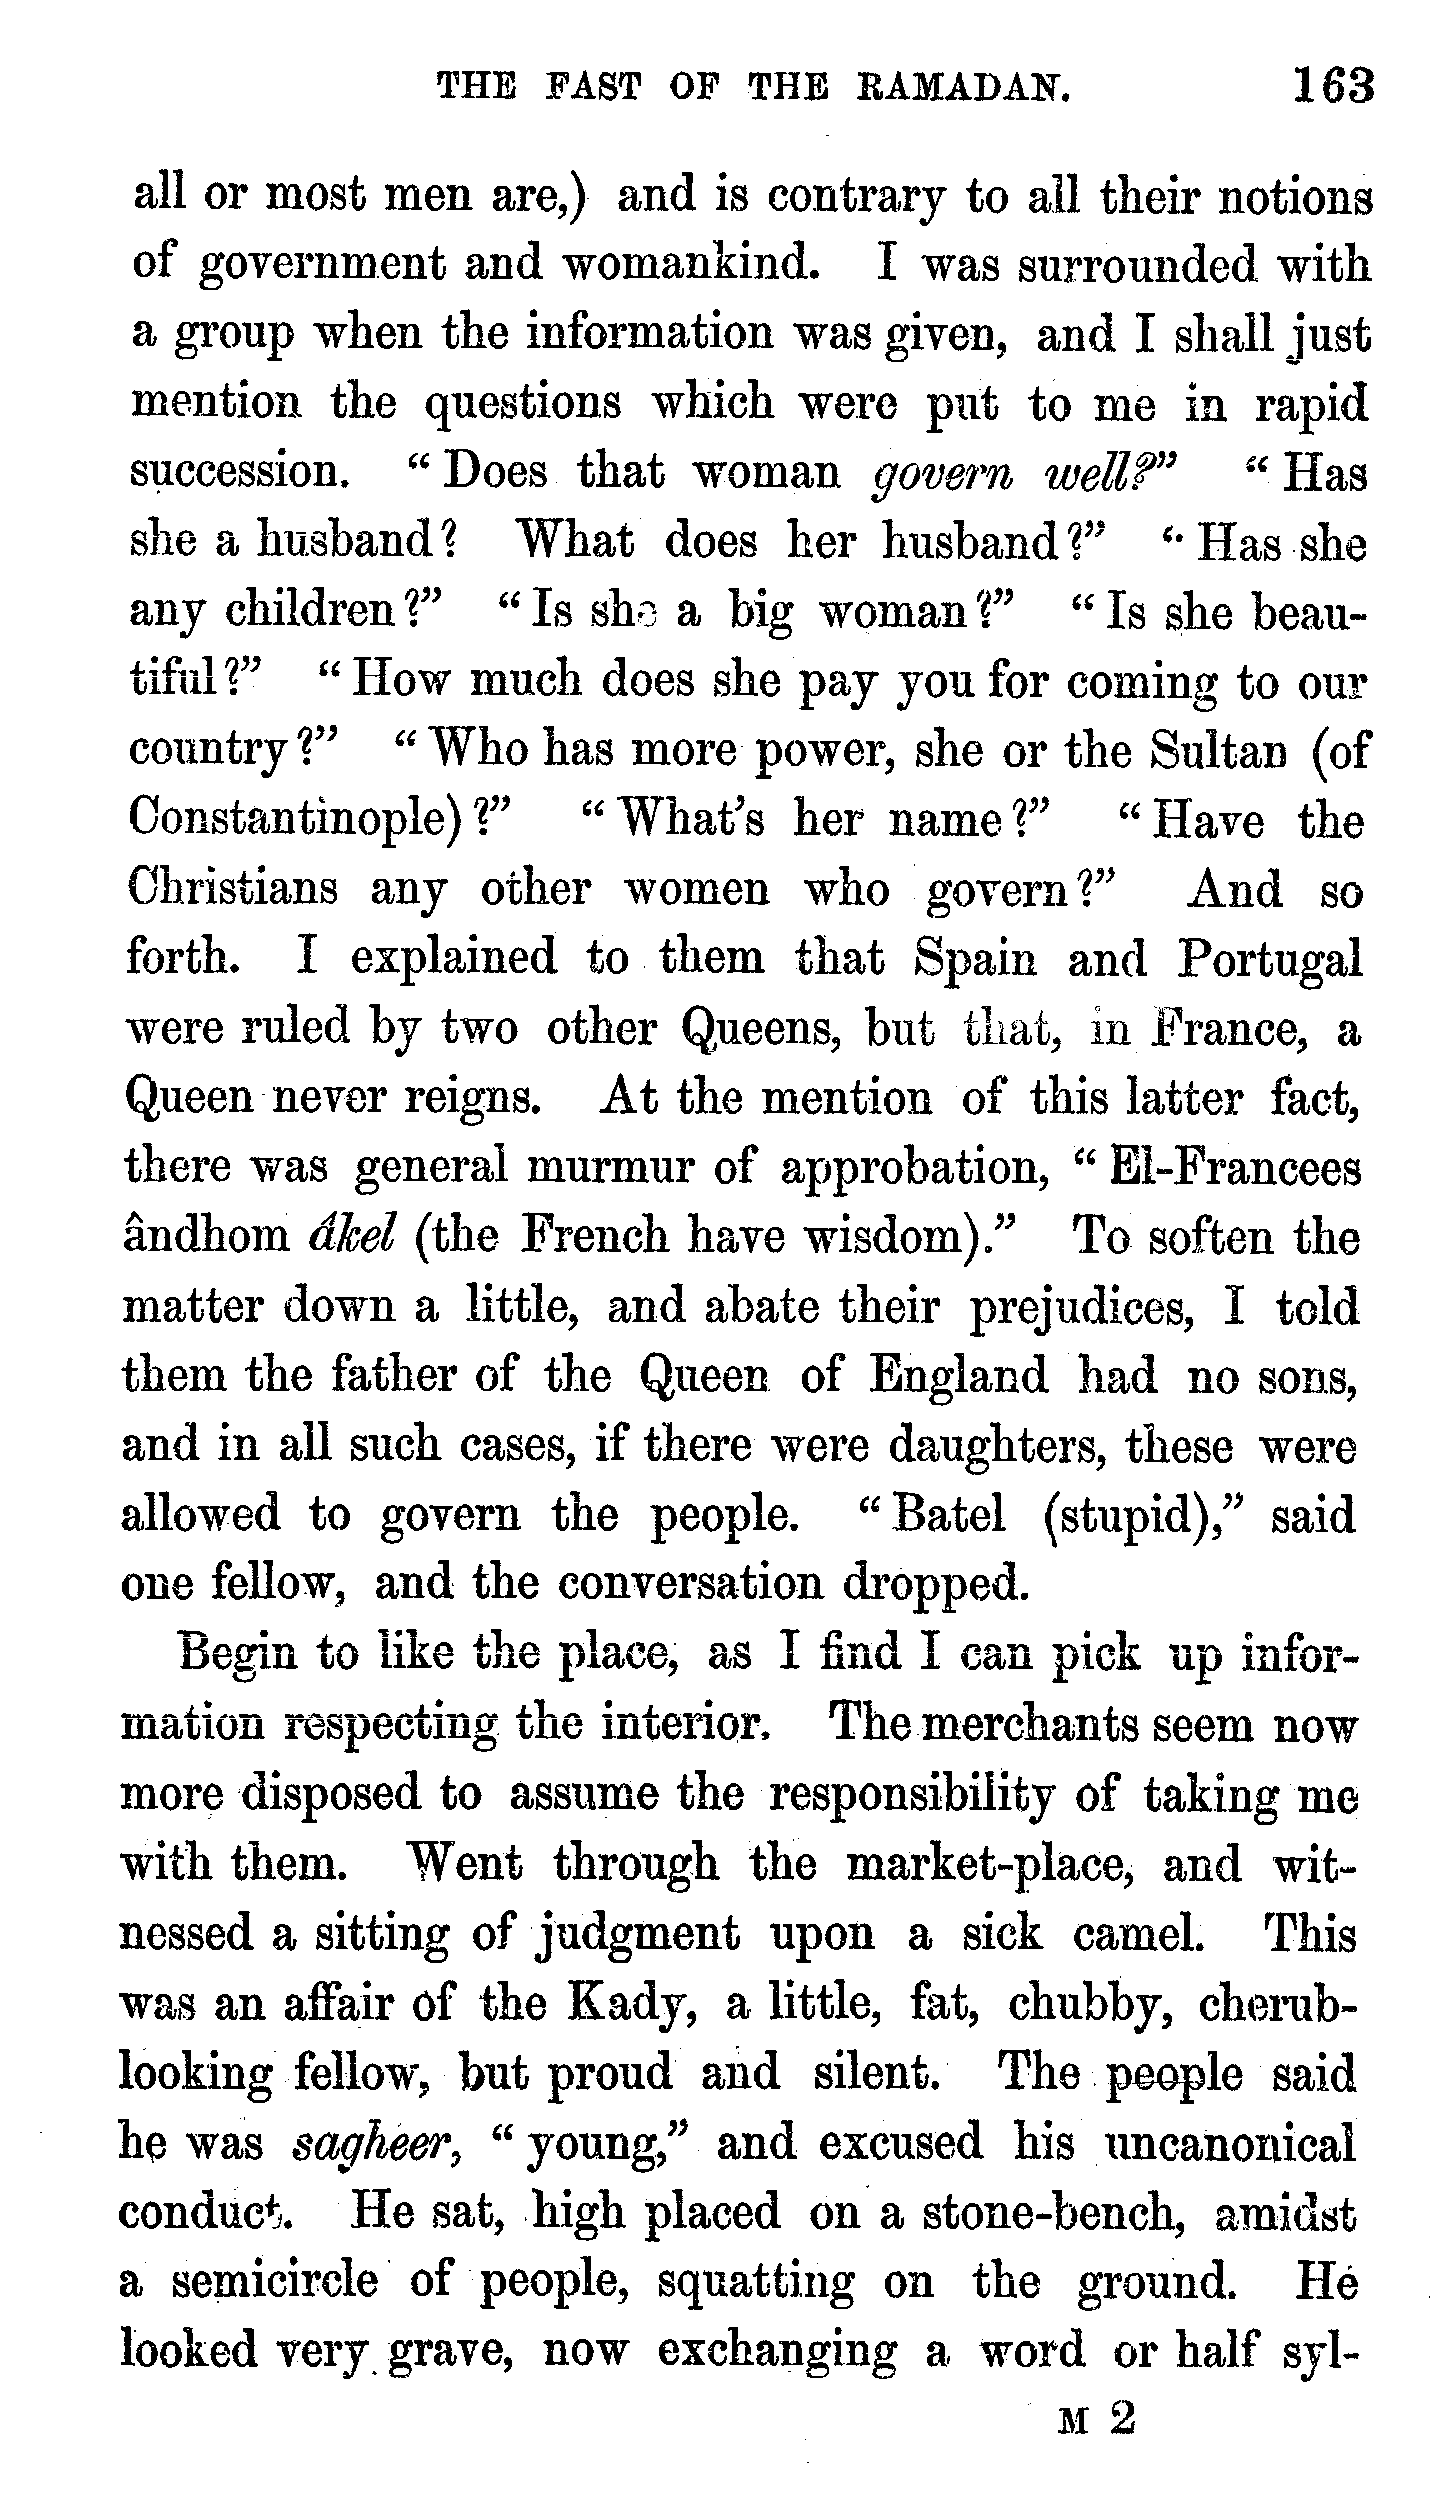 THE FAST OF THE RAMADAN. 163
all or most men are,) and is contrary to all their notions
of government and womankind. I was surrounded with
a group when the information was given, and I shall just
mention the questions which were put to me in rapid
succession. “Does that woman govern well?” “Has
she a husband? What does her husband?” “Has she
any children?” “Is she a big woman?” “Is she beau-
tiful?” “How much does she pay you for coming to our
country?” “Who has more power, she or the Sultan (of
Constantinople)?” “What's her name?” “Have the
Christians any other women who govern?” And so
forth. I explained to them that Spain and Portugal
were ruled by two other Queens, but that, in France, a
Queen never reigns. At the mention of this latter fact,
there was general murmur of approbation, “El-Francees
ândhom âkel (the French have wisdom).” To soften the
matter down a little, and abate their prejudices, I told
them the father of the Queen of England had no sons,
and in all such cases, if there were daughters, these were
allowed to govern the people. “Batel (stupid),” said
one fellow, and the conversation dropped.
Begin to like the place, as I find I can pick up infor-
mation respecting the interior. The merchants seem now
more disposed to assume the responsibility of taking me
with them. Went through the market-place, and wit-
nessed a sitting of judgment upon a sick camel. This
was an affair of the Kady, a little, fat, chubby, cherub-
looking fellow, but proud and silent. The people said
he was sagheer, “young,” and excused his uncanonical
conduct. He sat, high placed on a stone-bench, amidst
a semicircle of people, squatting on the ground. He
looked very grave, now exchanging a word or half syl-
M 2